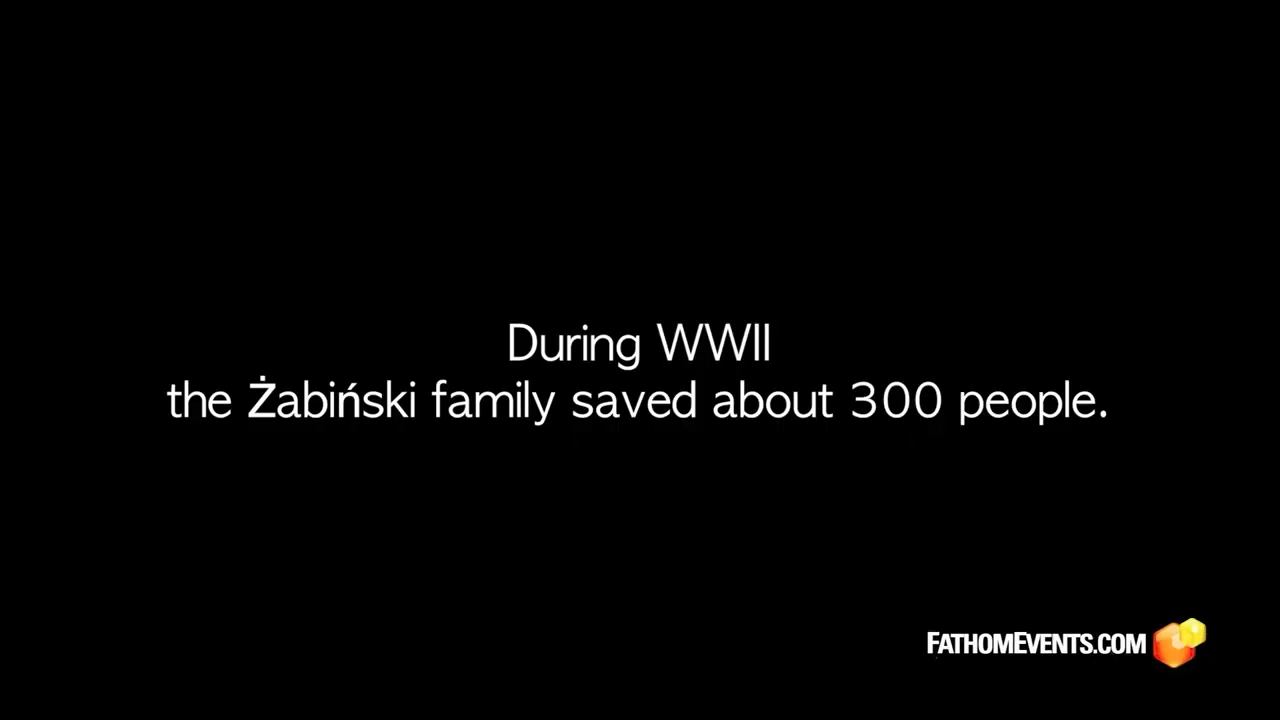 During WWII
the Żabiński family saved about 300 people.
FATHOMEVENTS.COM